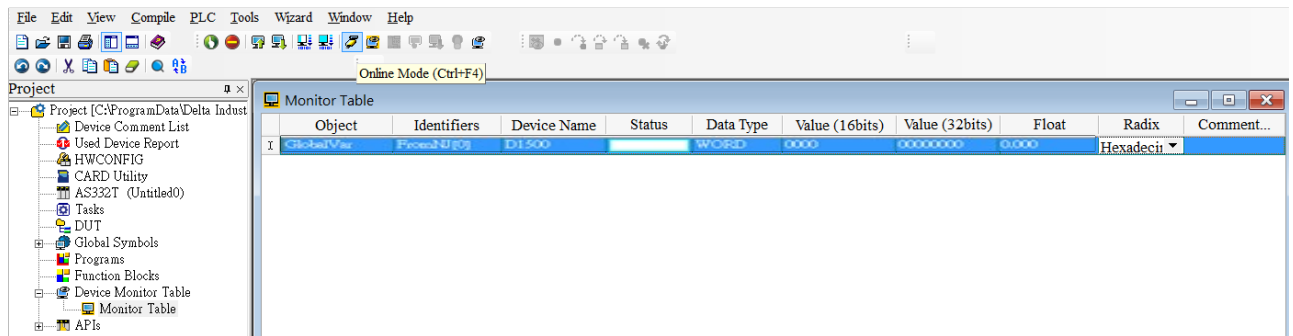 File Edit View Compile PLC Tools Wizard Window Help
Online Mode (Ctrl+F4)
Project
Project [C:\ProgramData\Delta Indust
Device Comment List
Used Device Report
HWCONFIG
CARD Utility
AS332T (Untitled0)
Tasks
DUT
Global Symbols
Programs
Function Blocks
Device Monitor Table
Monitor Table
APIs
Monitor Table
Object Identifiers Device Name Status Data Type Value (16bits) Value (32bits) Float Radix Comment...
I GlobalVar FromNJ[0] D1500 WORD 0000 00000000 0.000 Hexadecin